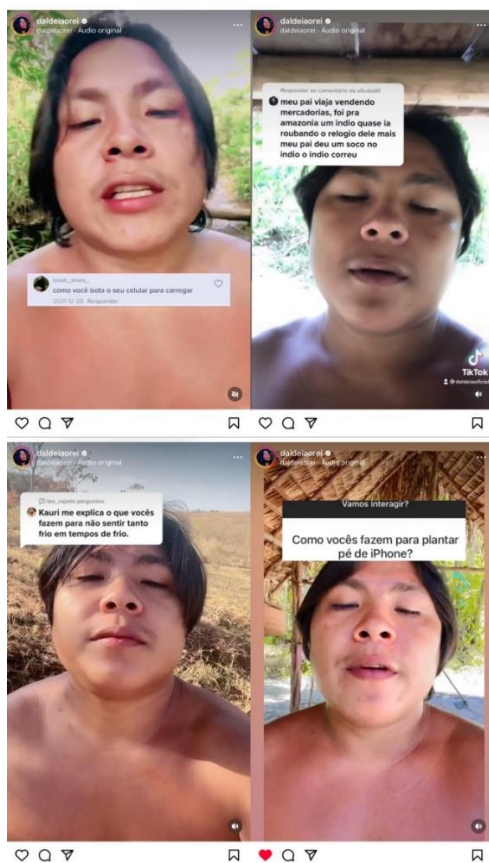 daldeiaorei
daldeiaorei · Áudio original
como você bota o seu celular para carregar
2021-12-28 Responder
daldeiaorei
daldeiaorei · Áudio original
Responder ao comentário de
meu pai viaja vendendo
mercadorias, foi pra
amazonia um indio quase ia
roubando o relogio dele mais
meu pai deu um soco no
indio o indio correu
TikTok
daldeiaorei
daldeiaorei · Áudio original
perguntou
Kauri me explica o que vocês
fazem para não sentir tanto
frio em tempos de frio.
daldeiaorei
daldeiaorei · Áudio original
Vamos interagir?
Como vocês fazem para plantar
pé de iPhone?